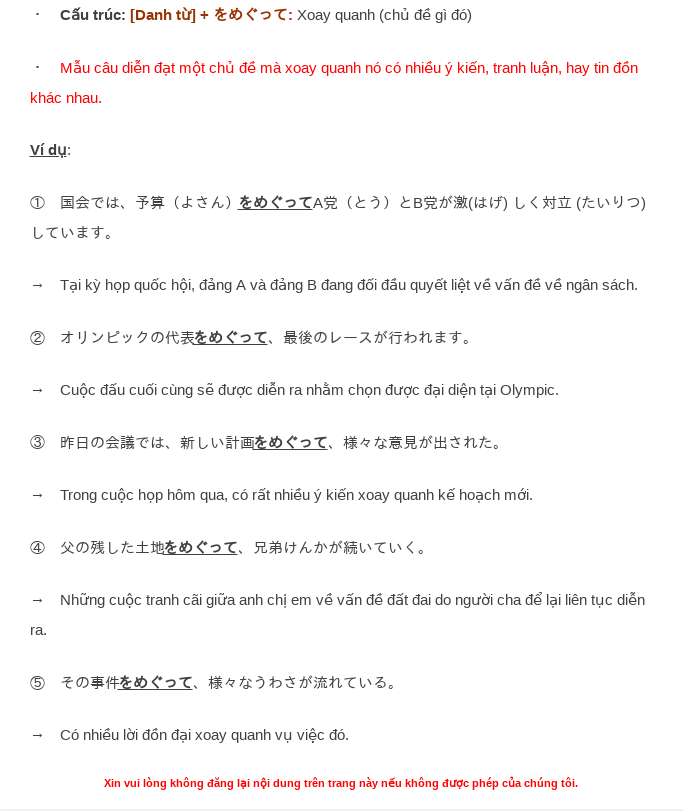 ・ Cấu trúc: [Danh từ] + をめぐって: Xoay quanh (chủ đề gì đó)
・ Mẫu câu diễn đạt một chủ đề mà xoay quanh nó có nhiều ý kiến, tranh luận, hay tin đồn
khác nhau.
Ví dụ:
① 国会では、予算（よさん）をめぐってA党（とう）とB党が激(はげ) しく対立 (たいりつ)
しています。
→ Tại kỳ họp quốc hội, đảng A và đảng B đang đối đầu quyết liệt về vấn đề về ngân sách.
② オリンピックの代表をめぐって、最後のレースが行われます。
→ Cuộc đấu cuối cùng sẽ được diễn ra nhằm chọn được đại diện tại Olympic.
③ 昨日の会議では、新しい計画をめぐって、様々な意見が出された。
→ Trong cuộc họp hôm qua, có rất nhiều ý kiến xoay quanh kế hoạch mới.
④ 父の残した土地をめぐって、兄弟けんかが続いていく。
→ Những cuộc tranh cãi giữa anh chị em về vấn đề đất đai do người cha để lại liên tục diễn
ra.
⑤ その事件をめぐって、様々なうわさが流れている。
→ Có nhiều lời đồn đại xoay quanh vụ việc đó.
Xin vui lòng không đăng lại nội dung trên trang này nếu không được phép của chúng tôi.